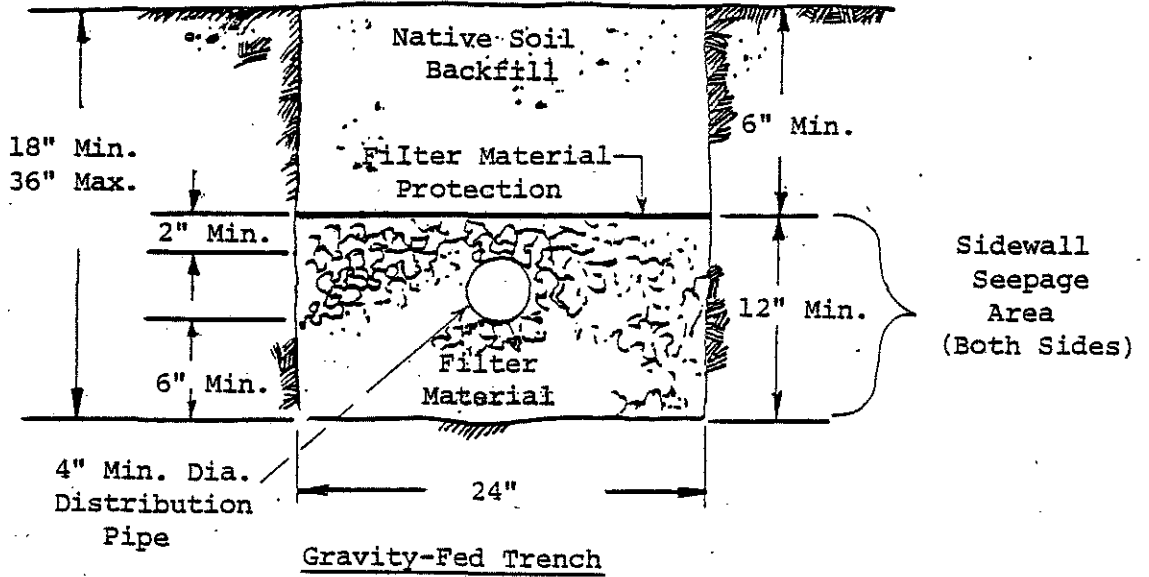 Native Soil
Backfill
18" Min.
36" Max.
6" Min.
Filter Material
Protection
2" Min.
Sidewall
Seepage
Area
(Both Sides)
12" Min.
6" Min.
Filter
Material
4" Min. Dia.
Distribution
Pipe
24"
Gravity-Fed Trench